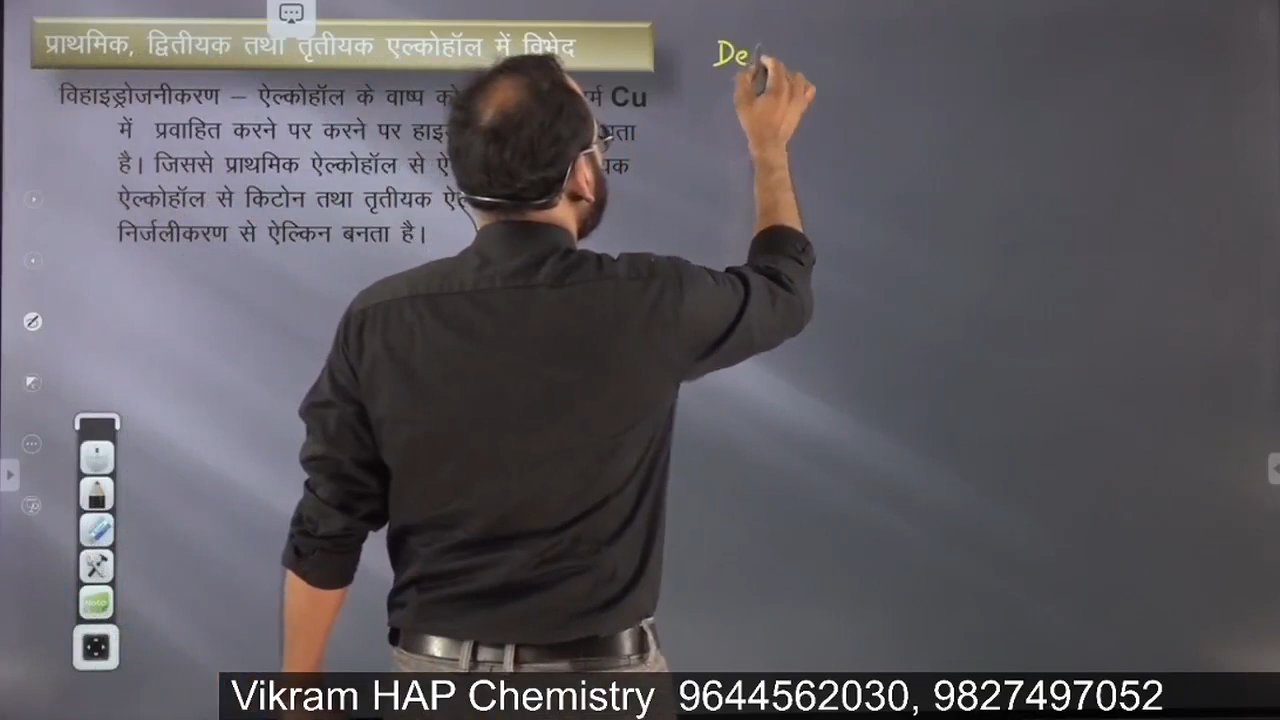 प्राथमिक, द्वितीयक तथा तृतीयक एल्कोहॉल में विभेद
De
विहाइड्रोजनीकरण – ऐल्कोहॉल के वाष्प को Cu
में प्रवाहित करने पर करने पर
है। जिससे प्राथमिक ऐल्कोहॉल से
ऐल्कोहॉल से किटोन तथा तृतीयक
निर्जलीकरण से ऐल्किन बनता है।
Vikram HAP Chemistry 9644562030, 9827497052